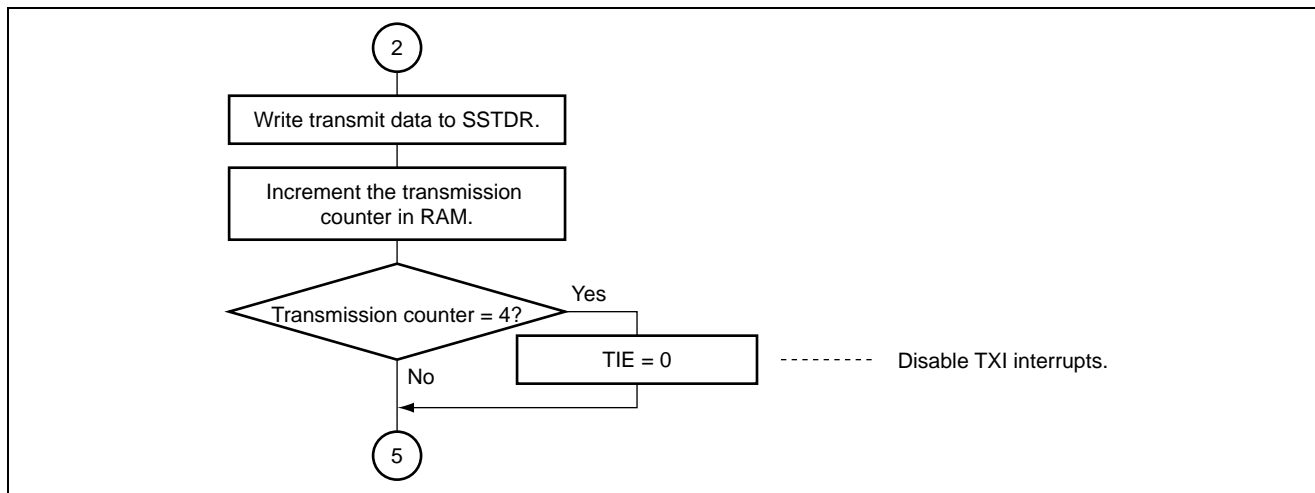 2
Write transmit data to SSTDR.
Increment the transmission
counter in RAM.
Transmission counter = 4?
Yes
TIE = 0
Disable TXI interrupts.
No
5